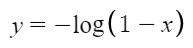 y = −log(1 − x)